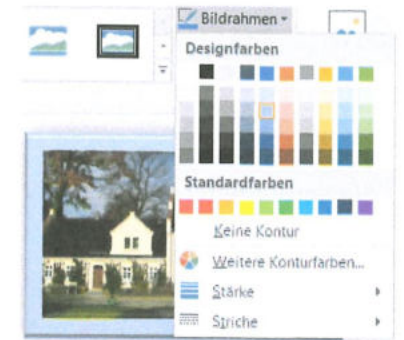 Bildrahmen
Designfarben
Standardfarben
Keine Kontur
Weitere Konturfarben...
Stärke
Striche